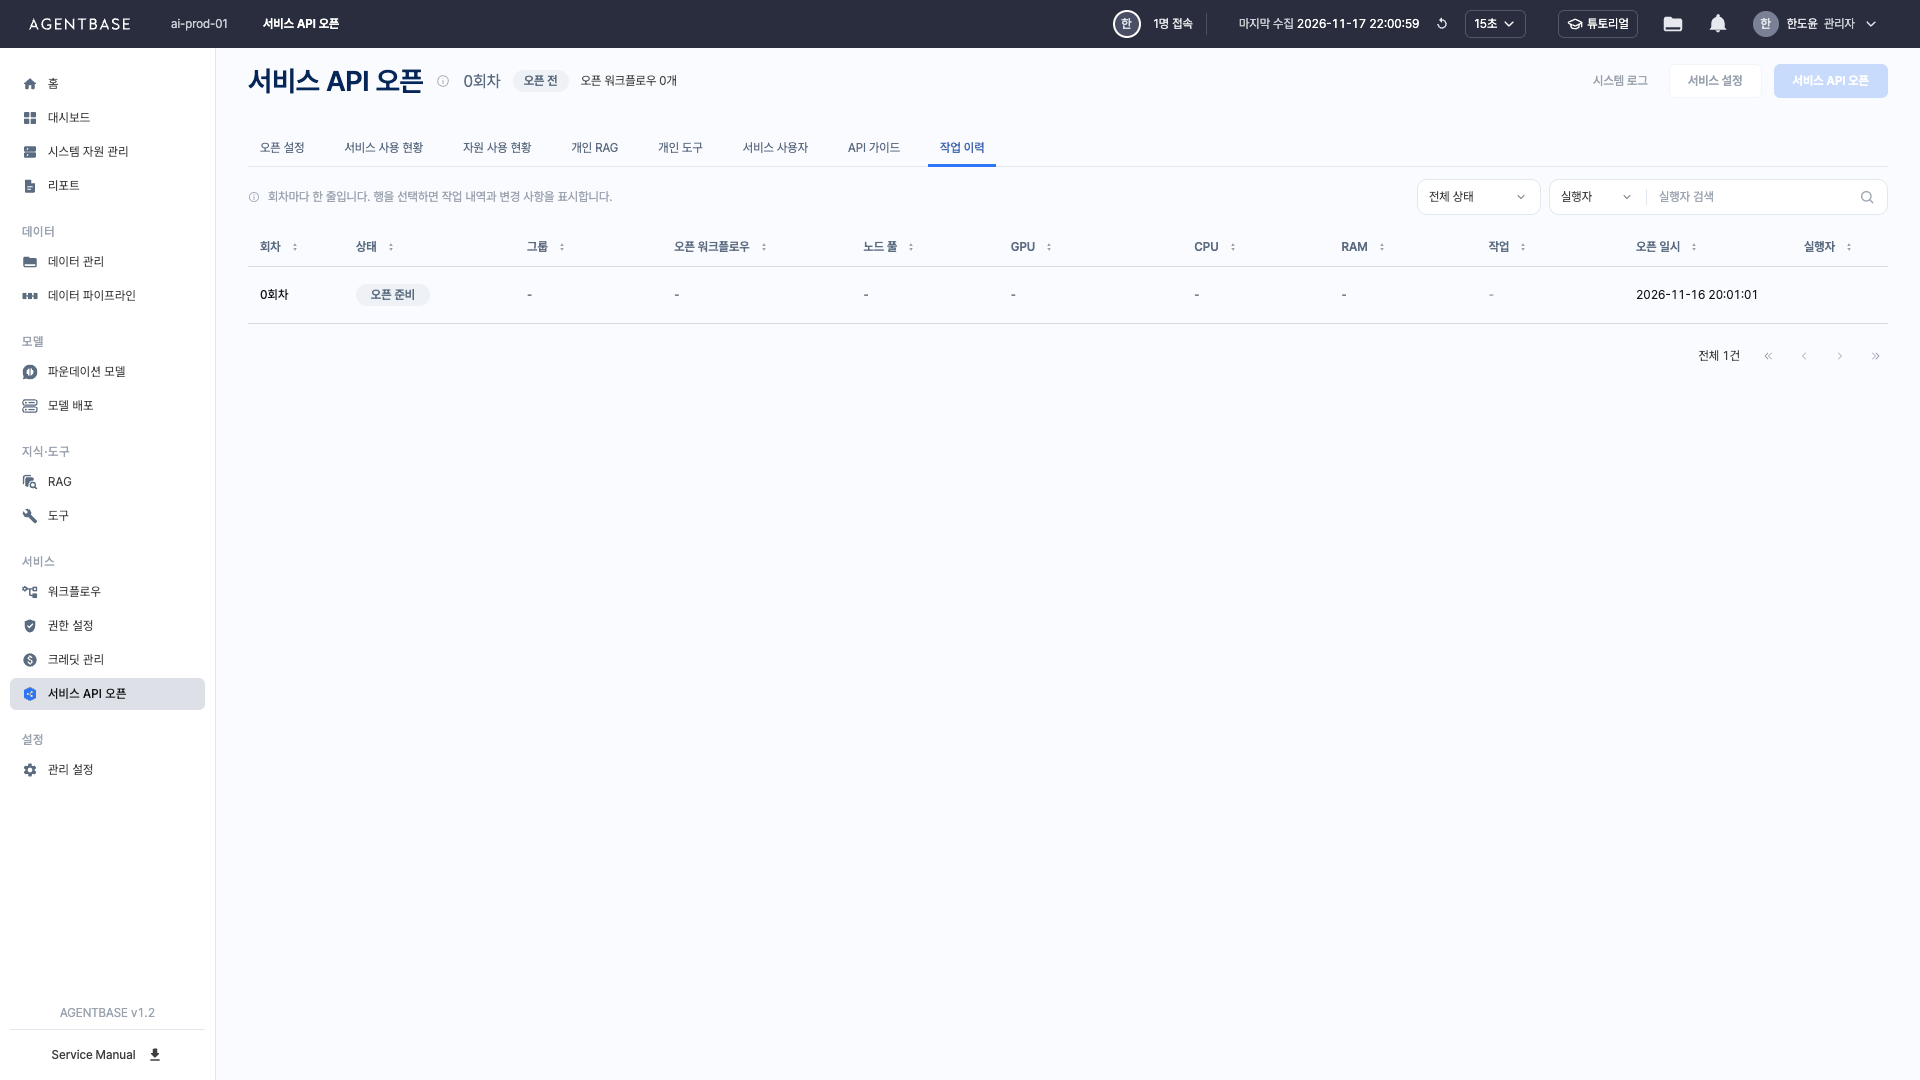 AGENTBASE
ai-prod-01
서비스 API 오픈
한
1명 접속
마지막 수집 2026-11-17 22:00:59
15초
튜토리얼
한
한도윤 관리자
홈
대시보드
시스템 자원 관리
리포트
데이터
데이터 관리
데이터 파이프라인
모델
파운데이션 모델
모델 배포
지식·도구
RAG
도구
서비스
워크플로우
권한 설정
크레딧 관리
서비스 API 오픈
설정
관리 설정
AGENTBASE v1.2
Service Manual
서비스 API 오픈
0회차
오픈 전
오픈 워크플로우 0개
시스템 로그
서비스 설정
서비스 API 오픈
오픈 설정
서비스 사용 현황
자원 사용 현황
개인 RAG
개인 도구
서비스 사용자
API 가이드
작업 이력
회차마다 한 줄입니다. 행을 선택하면 작업 내역과 변경 사항을 표시합니다.
전체 상태
실행자
실행자 검색
회차 상태 그룹 오픈 워크플로우 노드 풀 GPU CPU RAM 작업 오픈 일시 실행자
0회차 오픈 준비 - - - - - - - 2026-11-16 20:01:01
전체 1건